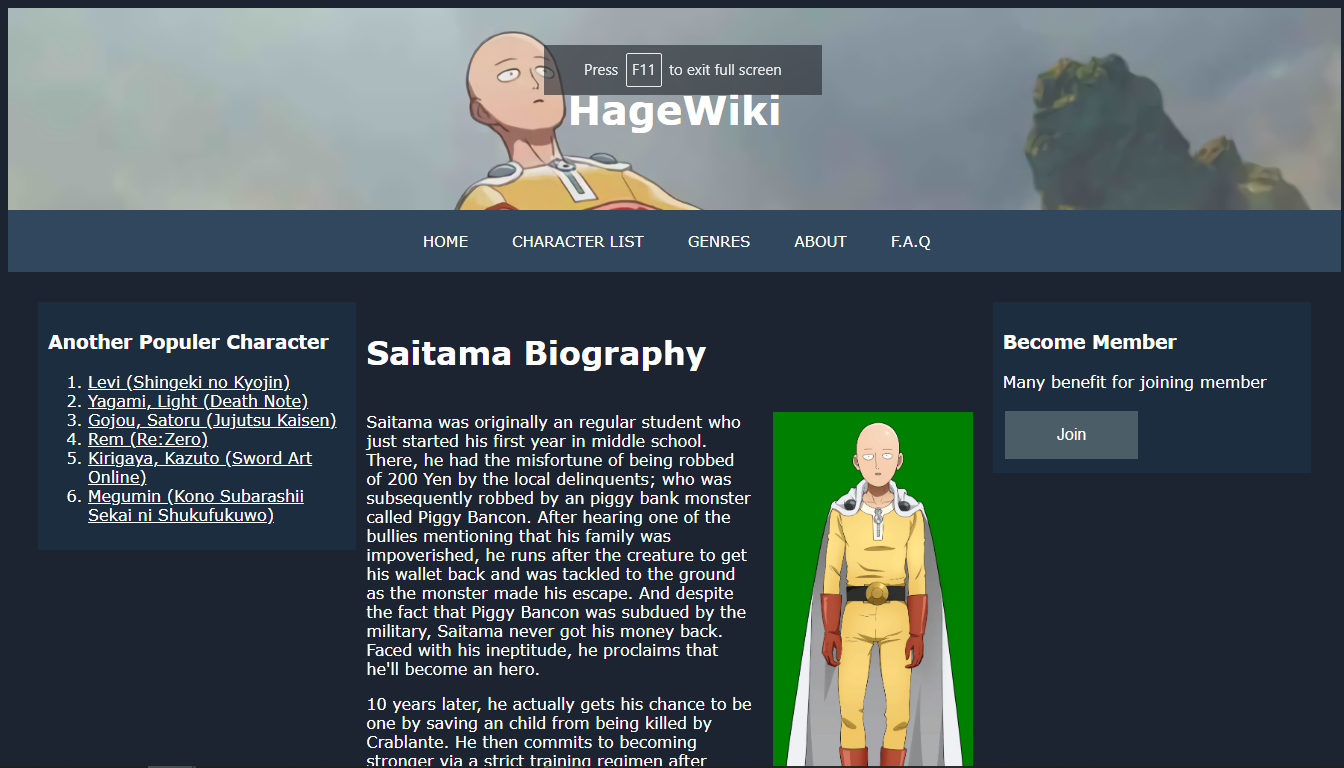 Press F11 to exit full screen
HageWiki
HOME CHARACTER LIST GENRES ABOUT F.A.Q
Another Populer Character
1. Levi (Shingeki no Kyojin)
2. Yagami, Light (Death Note)
3. Gojou, Satoru (Jujutsu Kaisen)
4. Rem (Re:Zero)
5. Kirigaya, Kazuto (Sword Art
Online)
6. Megumin (Kono Subarashii
Sekai ni Shukufukuwo)
Saitama Biography
Saitama was originally an regular student who
just started his first year in middle school.
There, he had the misfortune of being robbed
of 200 Yen by the local delinquents; who was
subsequently robbed by an piggy bank monster
called Piggy Bancon. After hearing one of the
bullies mentioning that his family was
impoverished, he runs after the creature to get
his wallet back and was tackled to the ground
as the monster made his escape. And despite
the fact that Piggy Bancon was subdued by the
military, Saitama never got his money back.
Faced with his ineptitude, he proclaims that
he'll become an hero.
10 years later, he actually gets his chance to be
one by saving an child from being killed by
Crablante. He then commits to becoming
stronger via a strict training regimen after
Become Member
Many benefit for joining member
Join